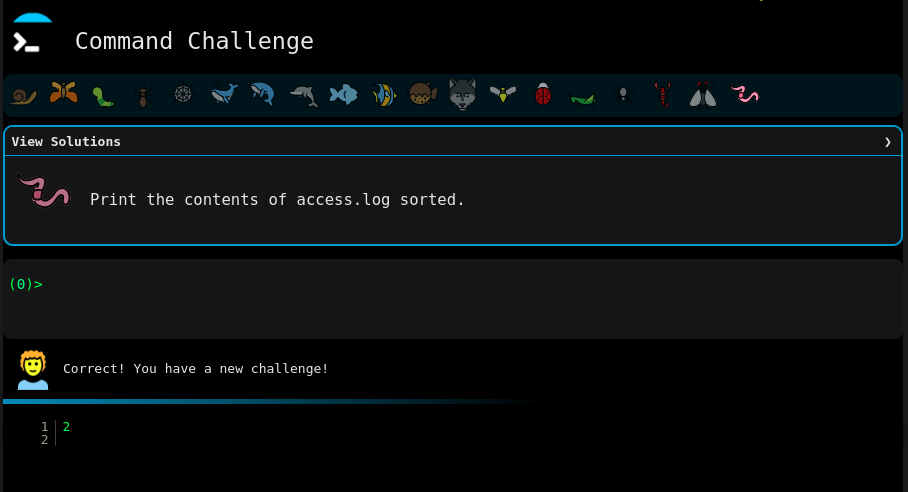 Command Challenge
View Solutions ❯
Print the contents of access.log sorted.
(0)>
Correct! You have a new challenge!
1 2
2